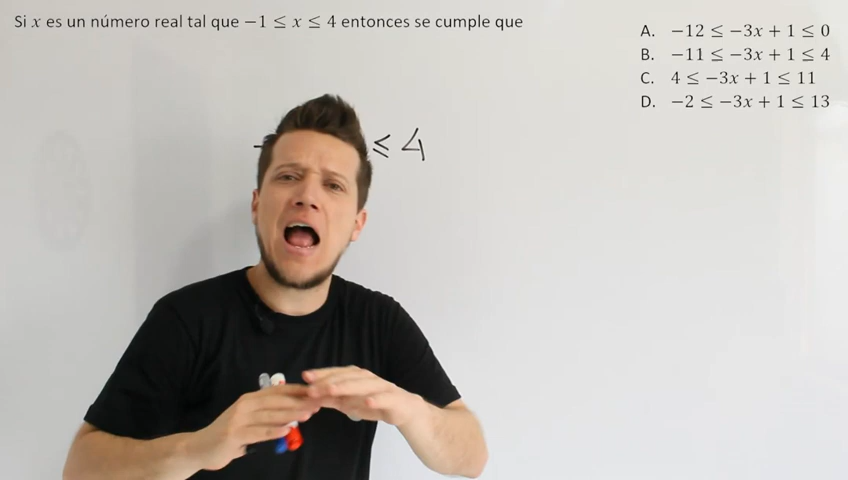 Si x es un número real tal que −1 ≤ x ≤ 4 entonces se cumple que
A. −12 ≤ −3x + 1 ≤ 0
B. −11 ≤ −3x + 1 ≤ 4
C. 4 ≤ −3x + 1 ≤ 11
D. −2 ≤ −3x + 1 ≤ 13
≤ 4